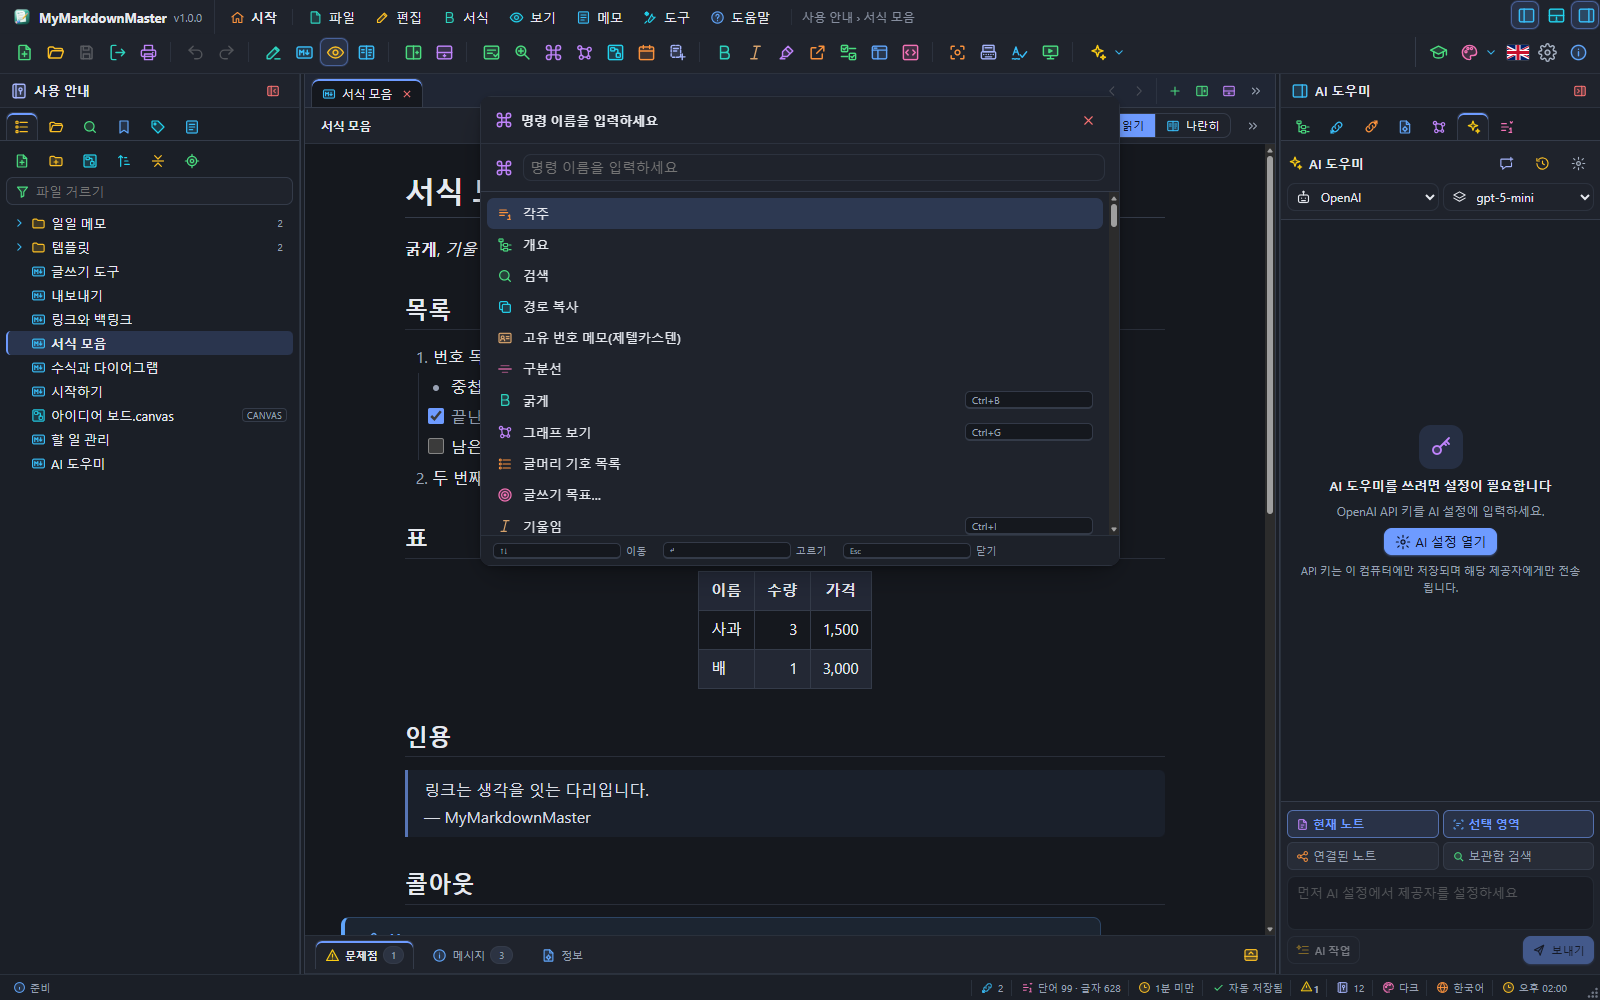 MyMarkdownMaster v1.0.0
시작 파일 편집 서식 보기 메모 도구 도움말 사용 안내 › 서식 모음
사용 안내
파일 거르기
일일 메모 2
템플릿 2
글쓰기 도구
내보내기
링크와 백링크
서식 모음
수식과 다이어그램
시작하기
아이디어 보드.canvas CANVAS
할 일 관리
AI 도우미
서식 모음
서식 모음
읽기 나란히
서식
굵게, 기울
목록
1. 번호 목
중첩
끝난
남은
2. 두 번째
표
이름 수량 가격
사과 3 1,500
배 1 3,000
인용
링크는 생각을 잇는 다리입니다.
— MyMarkdownMaster
콜아웃
명령 이름을 입력하세요
명령 이름을 입력하세요
각주
개요
검색
경로 복사
고유 번호 메모(제텔카스텐)
구분선
굵게 Ctrl+B
그래프 보기 Ctrl+G
글머리 기호 목록
글쓰기 목표...
기울임 Ctrl+I
↑↓ 이동 ↵ 고르기 Esc 닫기
문제점 1 메시지 3 정보
AI 도우미
AI 도우미
OpenAI gpt-5-mini
AI 도우미를 쓰려면 설정이 필요합니다
OpenAI API 키를 AI 설정에 입력하세요.
AI 설정 열기
API 키는 이 컴퓨터에만 저장되며 해당 제공자에게만 전송
됩니다.
현재 노트 선택 영역
연결된 노트 보관함 검색
먼저 AI 설정에서 제공자를 설정하세요
AI 작업 보내기
준비 2 단어 99 · 글자 628 1분 미만 자동 저장됨 1 12 다크 한국어 오후 02:00